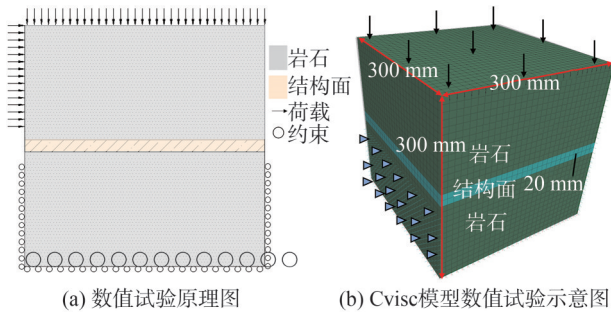 岩石
结构面
荷载
约束
300 mm
300 mm
300 mm
岩石
结构面
20 mm
岩石
(a) 数值试验原理图
(b) Cvisc模型数值试验示意图